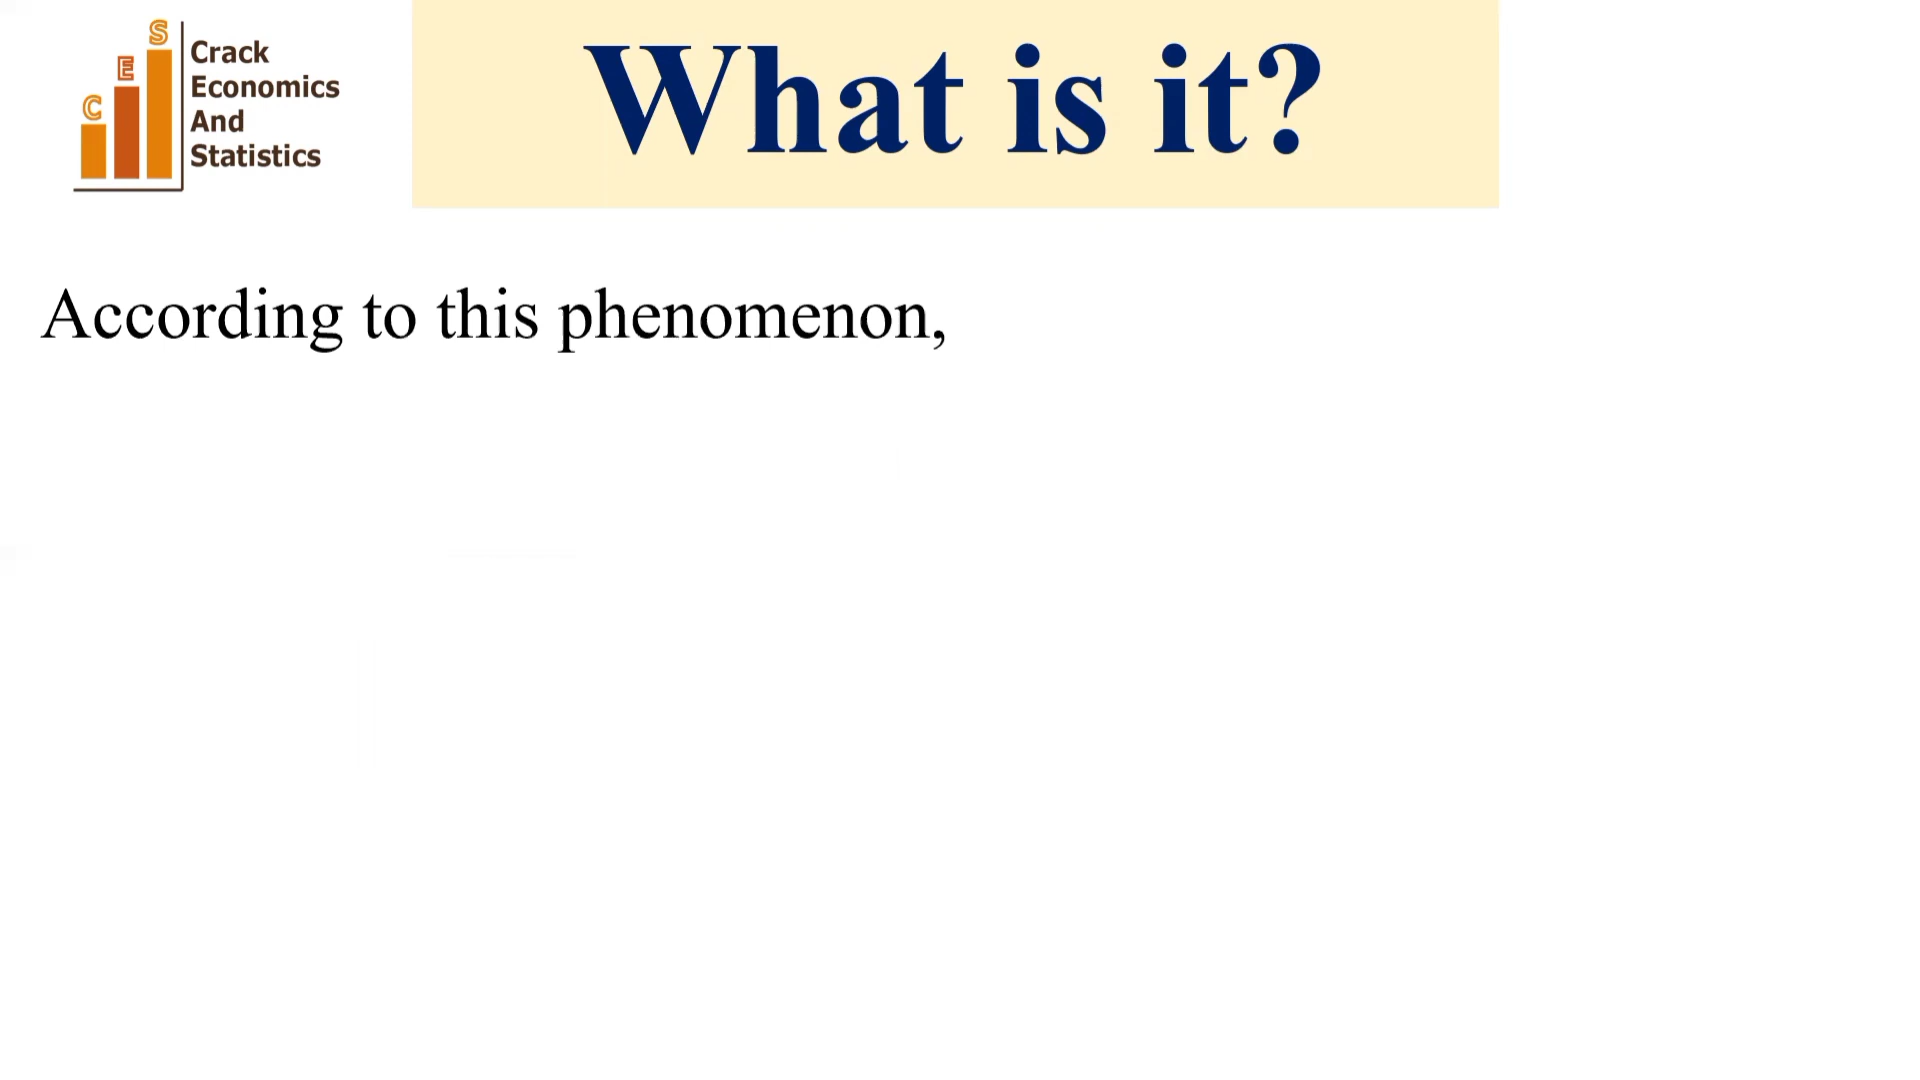 C E S
Crack
Economics
And
Statistics
What is it?
According to this phenomenon,